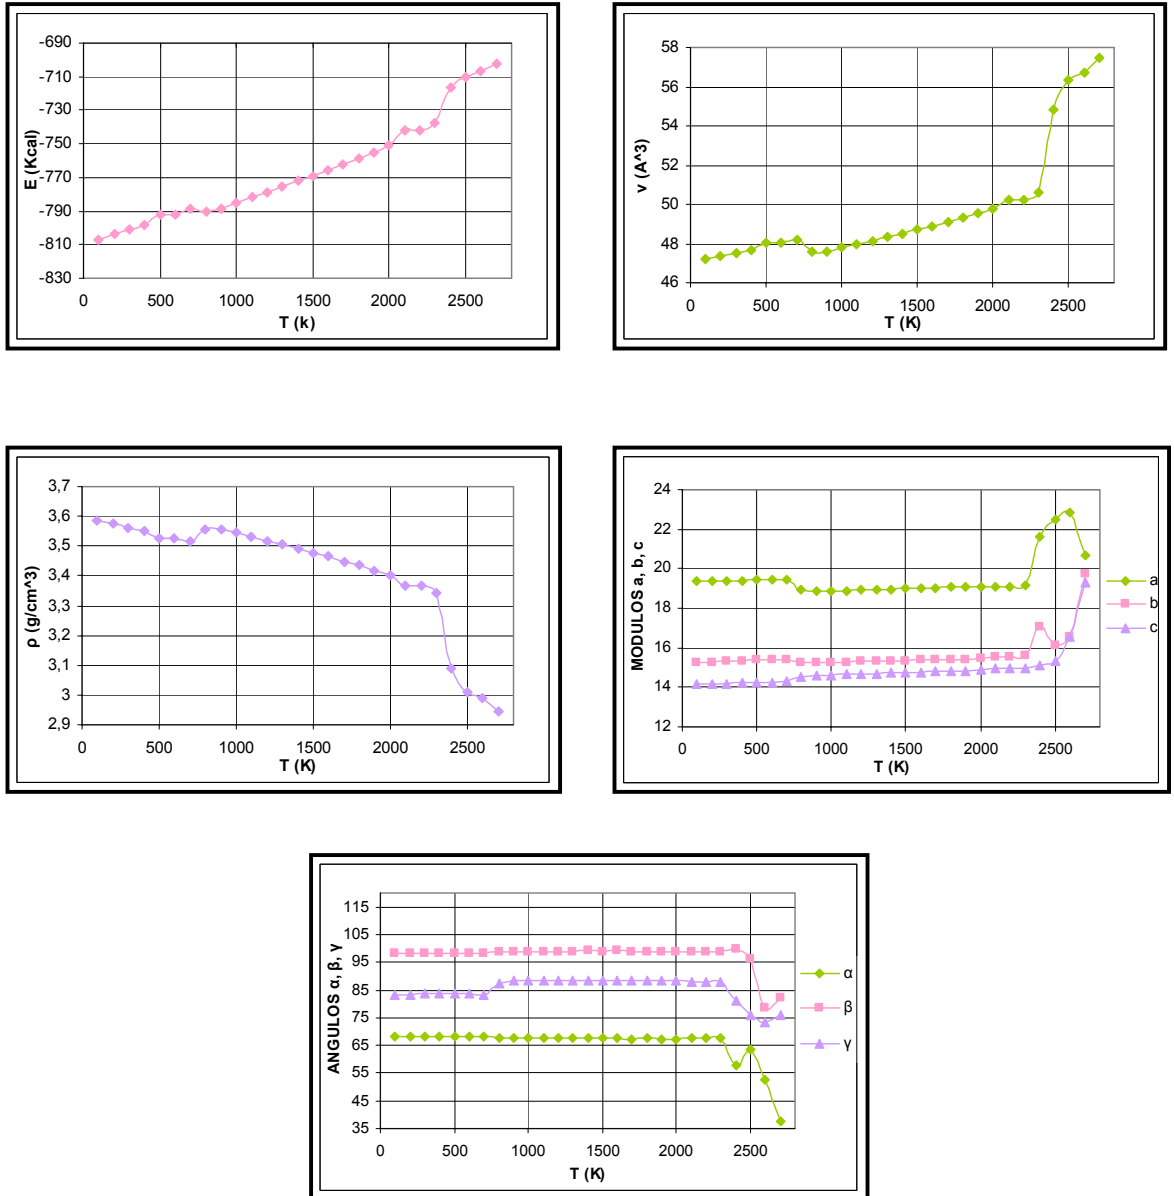 E (Kcal)
-690
-710
-730
-750
-770
-790
-810
-830
0 500 1000 1500 2000 2500
T (k)
v (A^3)
58
56
54
52
50
48
46
0 500 1000 1500 2000 2500
T (K)
ρ (g/cm^3)
3,7
3,6
3,5
3,4
3,3
3,2
3,1
3
2,9
0 500 1000 1500 2000 2500
T (K)
MODULOS a, b, c
24
22
20
18
16
14
12
0 500 1000 1500 2000 2500
T (K)
a
b
c
ANGULOS α, β, γ
115
105
95
85
75
65
55
45
35
0 500 1000 1500 2000 2500
T (K)
α
β
γ